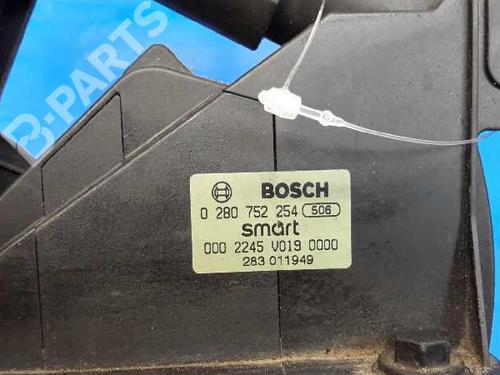 B-PARTS
BOSCH
0 280 752 254 506
smart
000 2245 V019 0000
283 011949